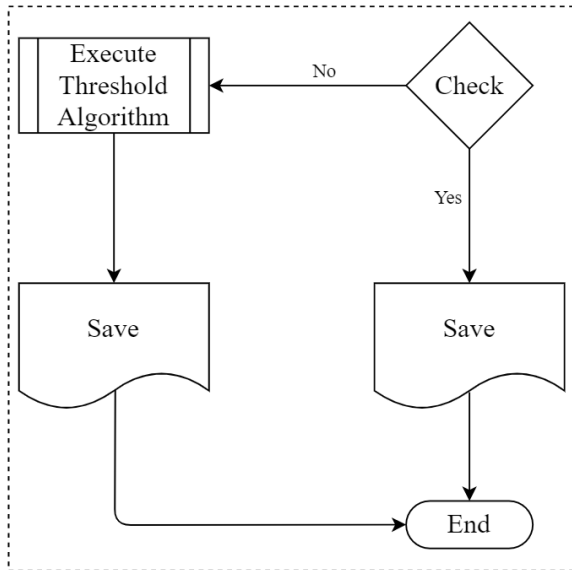 Execute
Threshold
Algorithm
No
Check
Yes
Save
Save
End